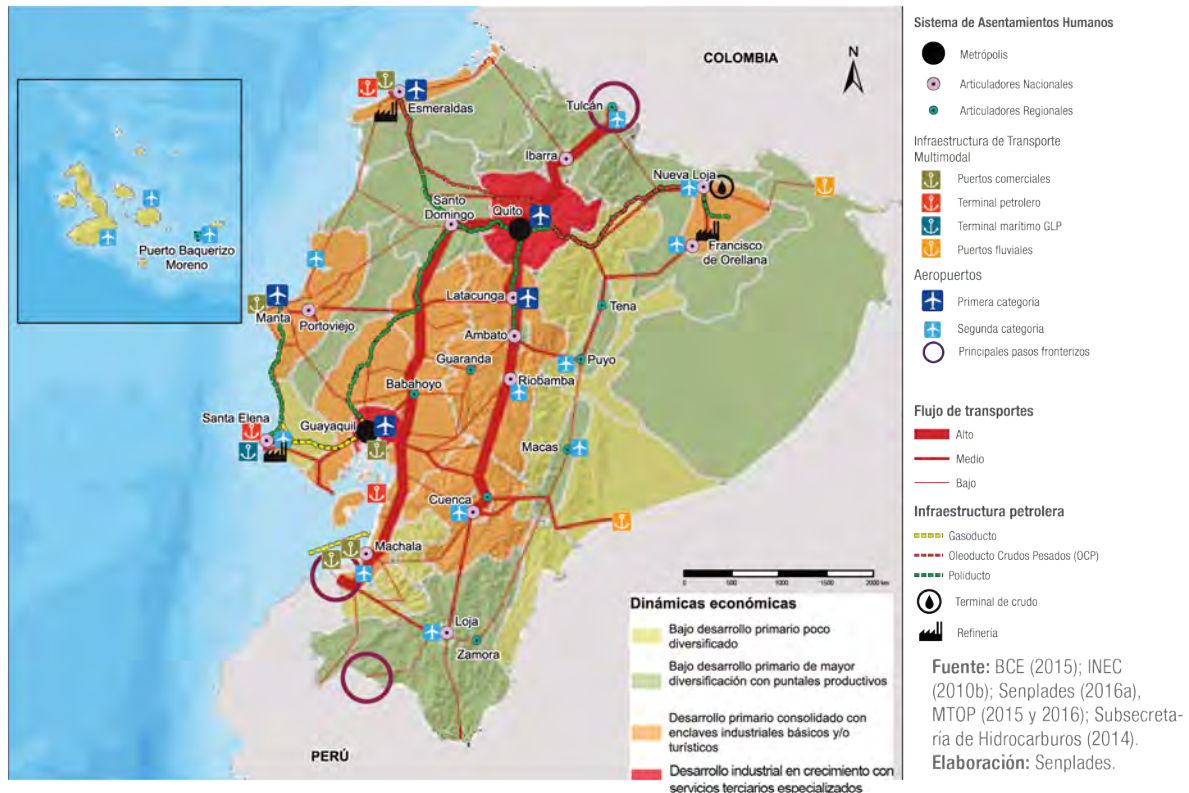 COLOMBIA
N
Esmeraldas
Tulcán
Ibarra
Nueva Loja
Santo
Domingo
Quito
Francisco
de Orellana
Puerto Baquerizo
Moreno
Manta
Portoviejo
Latacunga
Tena
Ambato
Guaranda
Puyo
Riobamba
Babahoyo
Santa Elena
Guayaquil
Macas
Cuenca
Machala
Loja
Zamora
PERÚ
0 500 1000 1500 2000 km
Dinámicas económicas
Bajo desarrollo primario poco
diversificado
Bajo desarrollo primario de mayor
diversificación con puntales productivos
Desarrollo primario consolidado con
enclaves industriales básicos y/o
turísticos
Desarrollo industrial en crecimiento con
servicios terciarios especializados
Sistema de Asentamientos Humanos
Metrópolis
Articuladores Nacionales
Articuladores Regionales
Infraestructura de Transporte
Multimodal
Puertos comerciales
Terminal petrolero
Terminal marítimo GLP
Puertos fluviales
Aeropuertos
Primera categoría
Segunda categoría
Principales pasos fronterizos
Flujo de transportes
Alto
Medio
Bajo
Infraestructura petrolera
Gasoducto
Oleoducto Crudos Pesados (OCP)
Poliducto
Terminal de crudo
Refinería
Fuente: BCE (2015); INEC
(2010b); Senplades (2016a),
MTOP (2015 y 2016); Subsecreta-
ría de Hidrocarburos (2014).
Elaboración: Senplades.